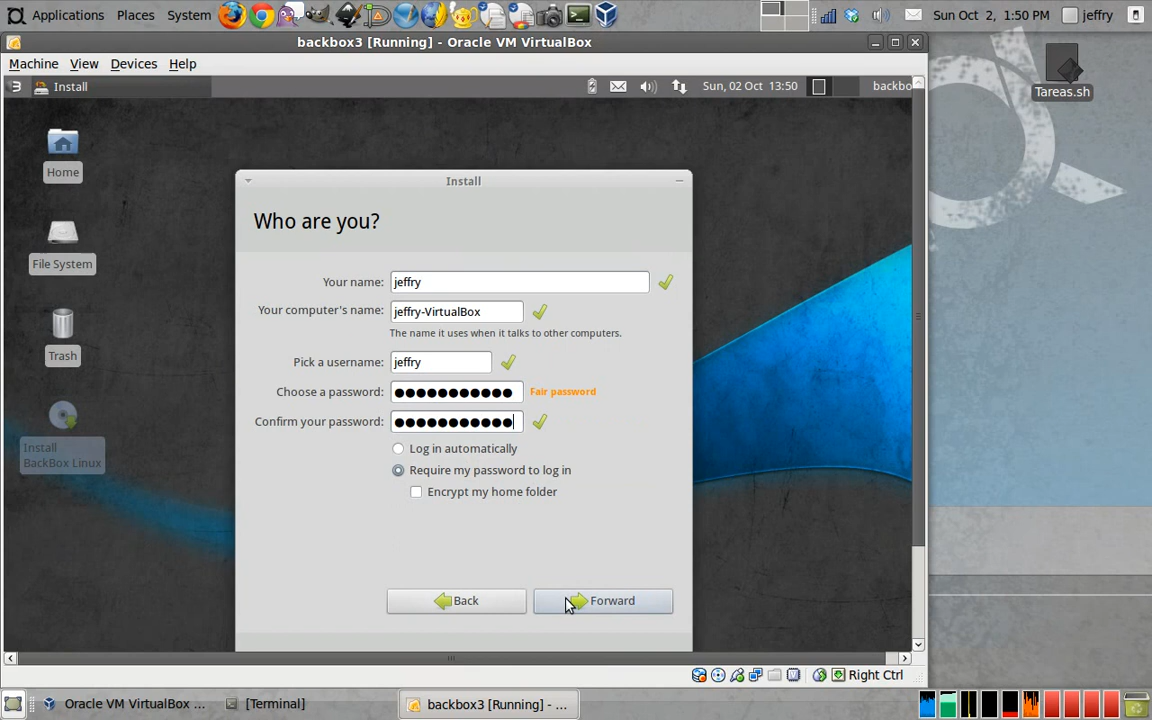 Applications Places System Sun Oct 2, 1:50 PM jeffry
backbox3 [Running] - Oracle VM VirtualBox
Machine View Devices Help
Install Sun, 02 Oct 13:50 backbo
Tareas.sh
Home
File System
Trash
Install
BackBox Linux
Install
Who are you?
Your name: jeffry
Your computer's name: jeffry-VirtualBox
The name it uses when it talks to other computers.
Pick a username: jeffry
Choose a password: ●●●●●●●●●●● Fair password
Confirm your password: ●●●●●●●●●●●
Log in automatically
Require my password to log in
Encrypt my home folder
Back Forward
Right Ctrl
Oracle VM VirtualBox ... [Terminal] backbox3 [Running] - ...